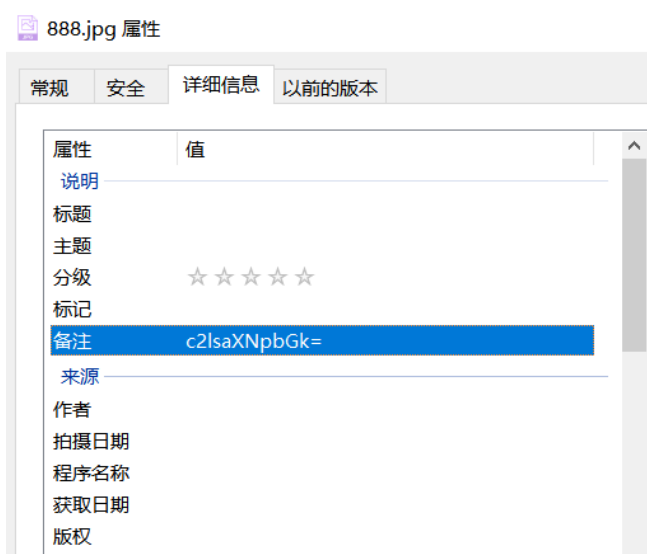 888.jpg 属性
常规 安全 详细信息 以前的版本
属性 值
说明
标题
主题
分级
标记
备注 c2lsaXNpbGk=
来源
作者
拍摄日期
程序名称
获取日期
版权